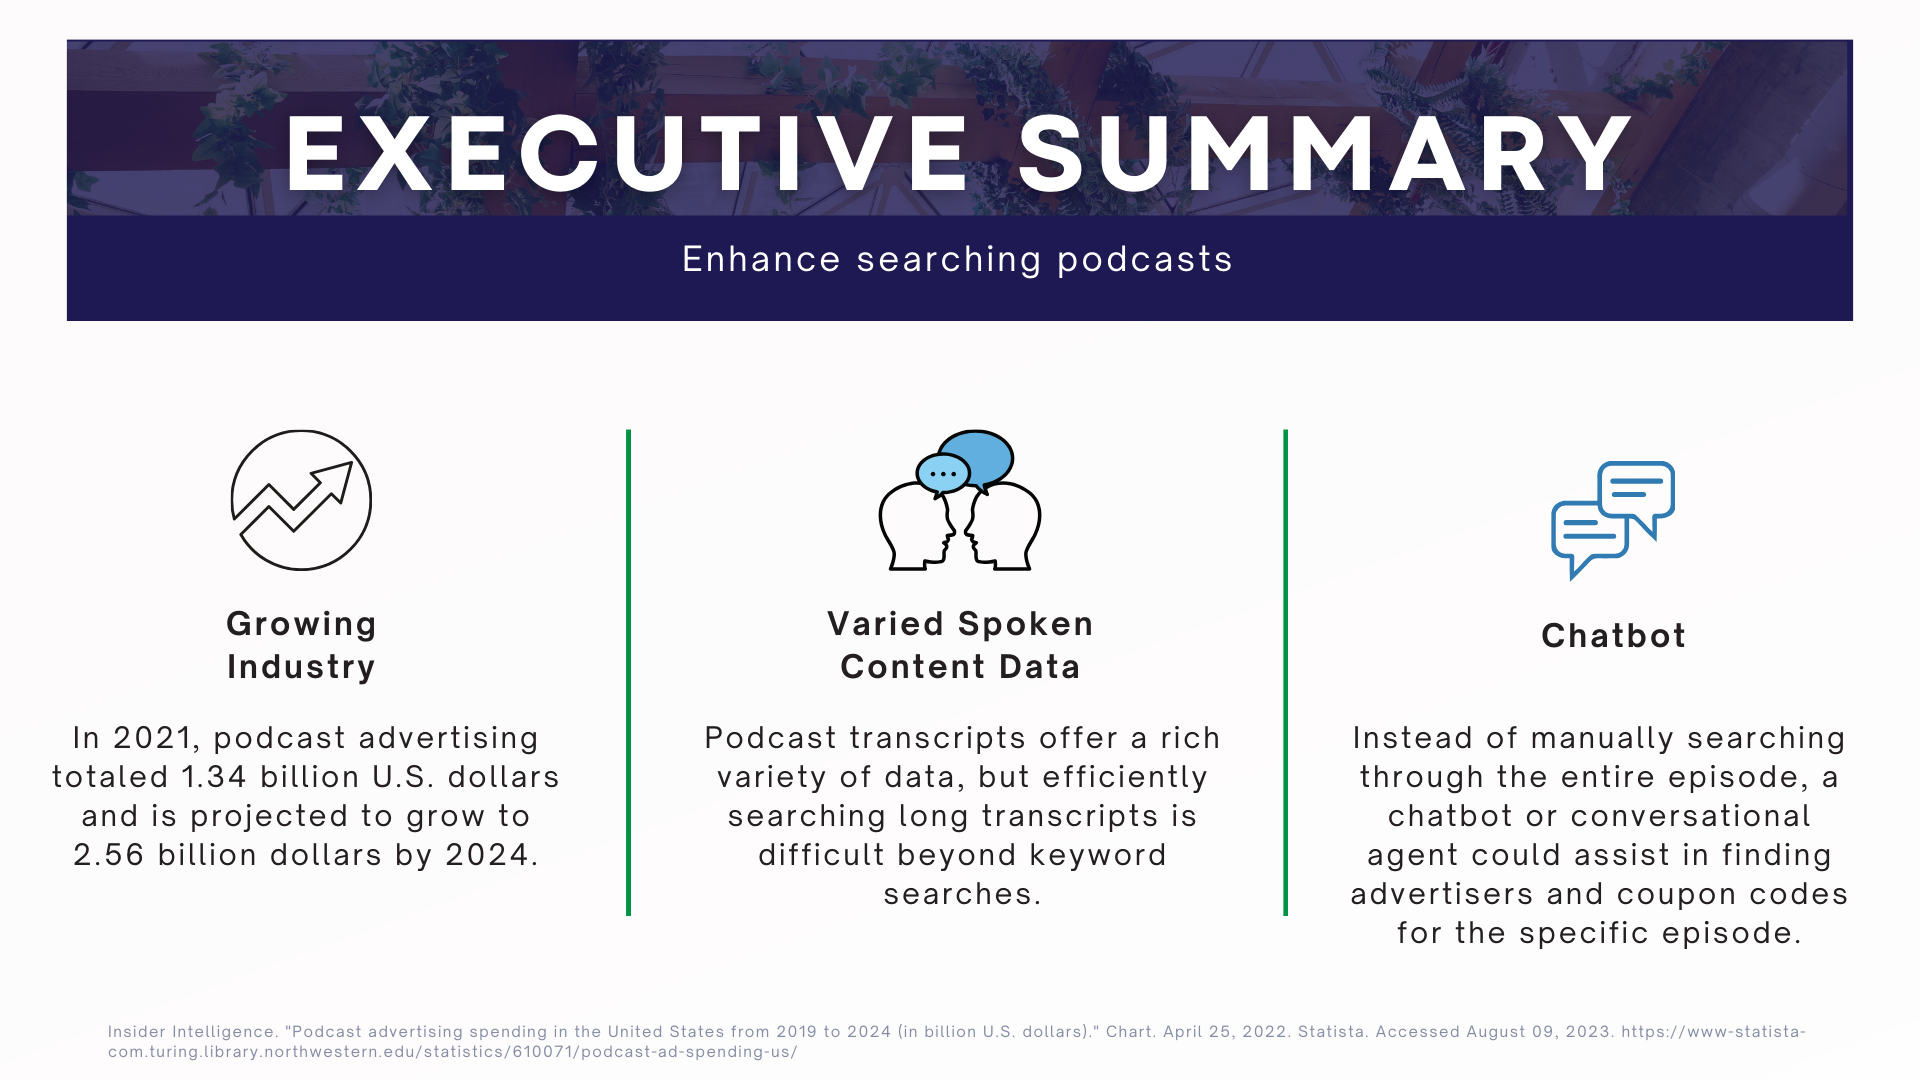 EXECUTIVE SUMMARY
Enhance searching podcasts
Growing
Industry
In 2021, podcast advertising
totaled 1.34 billion U.S. dollars
and is projected to grow to
2.56 billion dollars by 2024.
Varied Spoken
Content Data
Podcast transcripts offer a rich
variety of data, but efficiently
searching long transcripts is
difficult beyond keyword
searches.
Chatbot
Instead of manually searching
through the entire episode, a
chatbot or conversational
agent could assist in finding
advertisers and coupon codes
for the specific episode.
Insider Intelligence. "Podcast advertising spending in the United States from 2019 to 2024 (in billion U.S. dollars)." Chart. April 25, 2022. Statista. Accessed August 09, 2023. https://www-statista-
com.turing.library.northwestern.edu/statistics/610071/podcast-ad-spending-us/